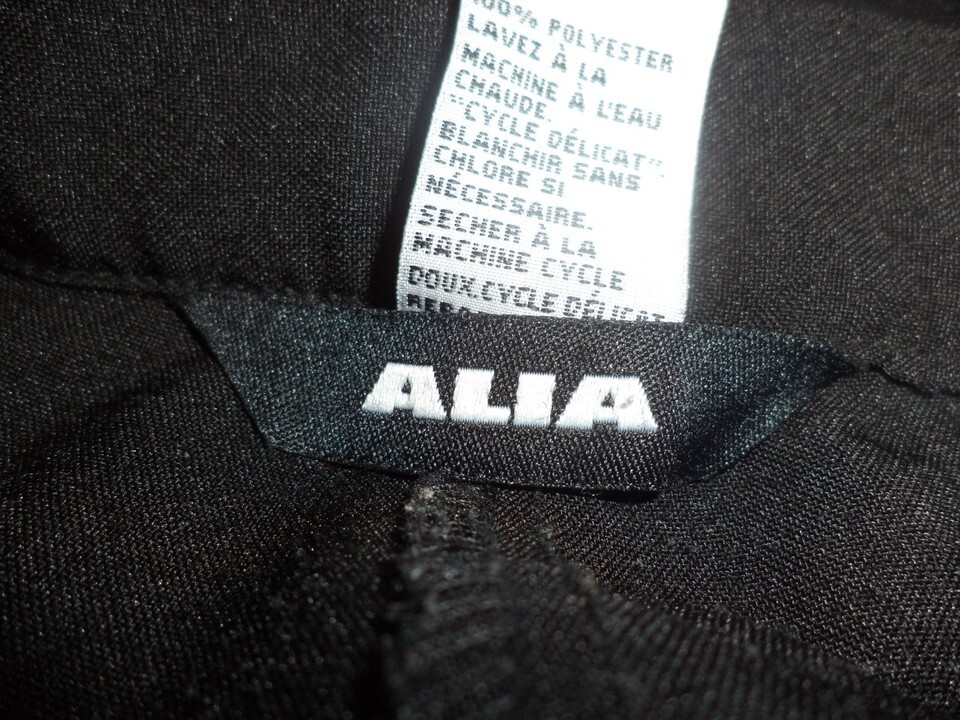 100% POLYESTER
LAVEZ À LA
MACHINE À L'EAU
CHAUDE.
"CYCLE DÉLICAT".
BLANCHIR SANS
CHLORE SI
NÉCESSAIRE.
SECHER À LA
MACHINE CYCLE
DOUX.CYCLE DÉLICAT
ALIA